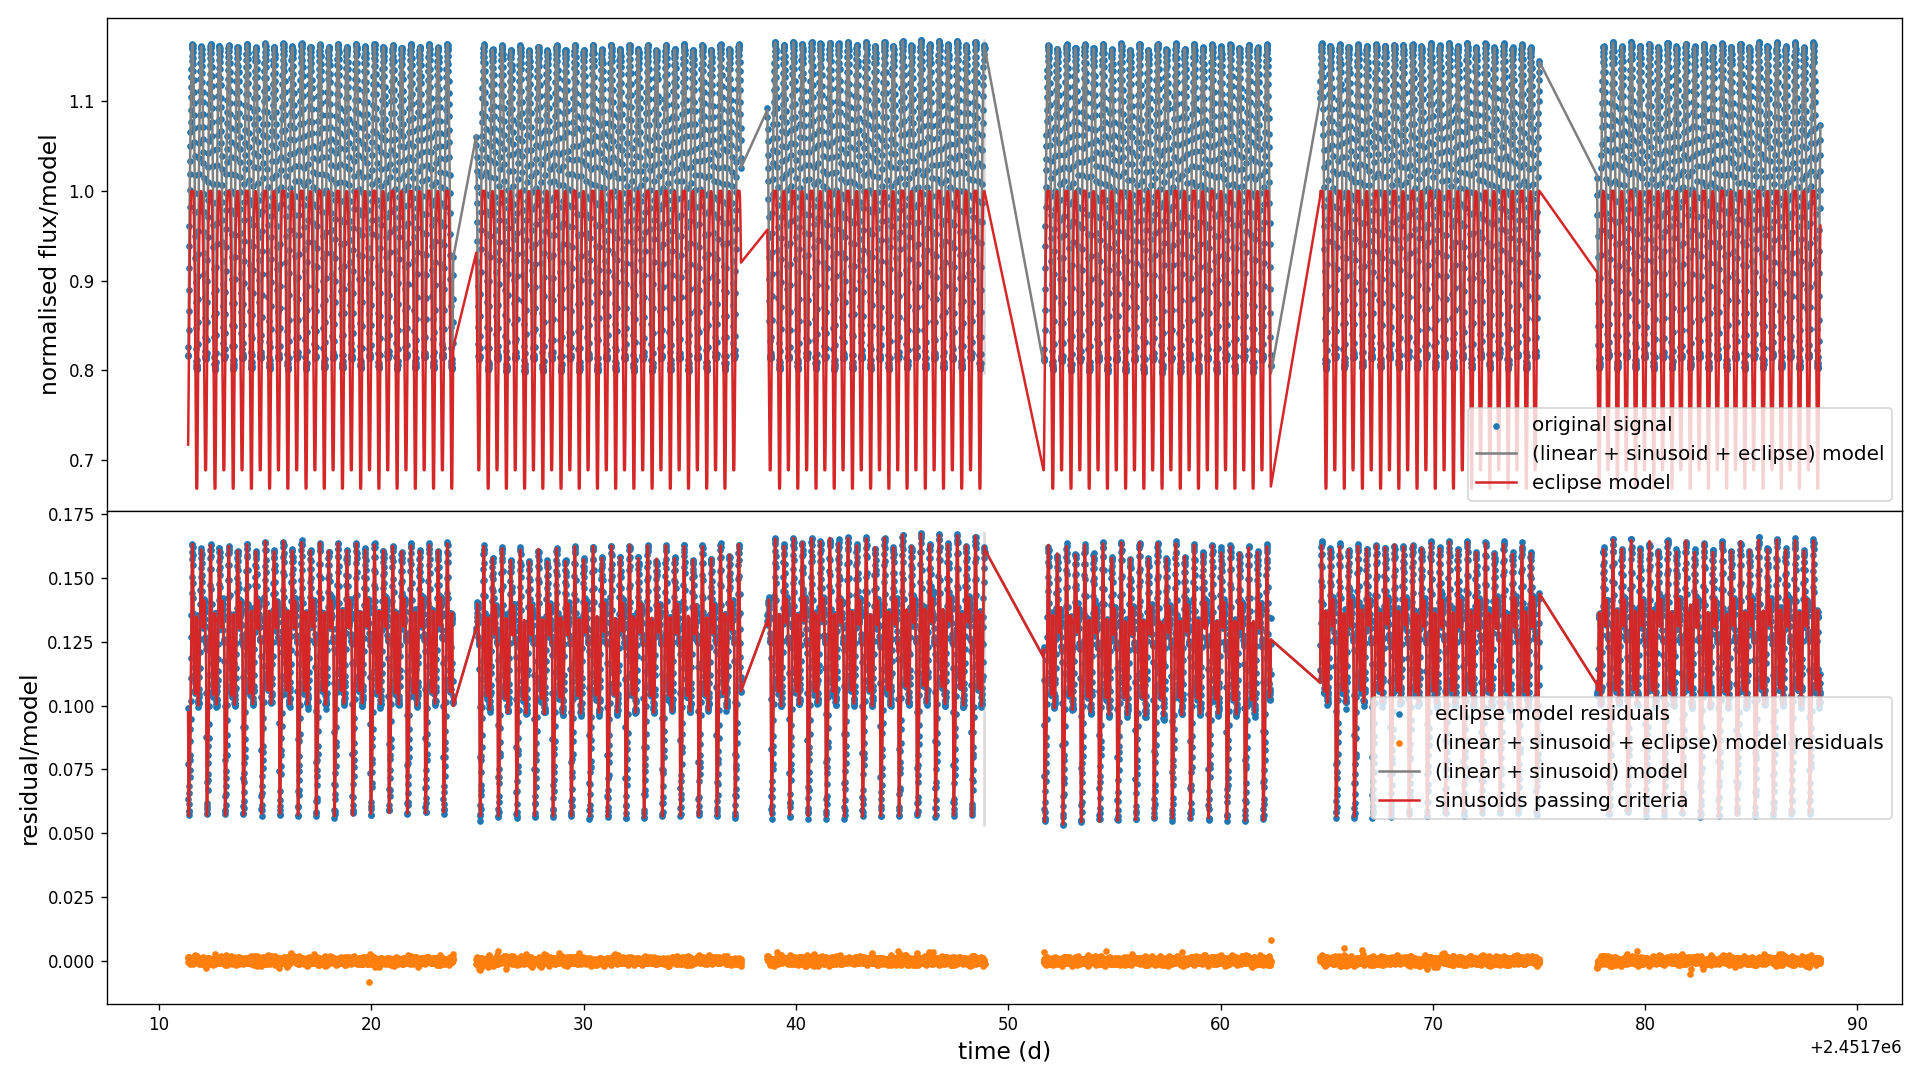 normalised flux/model
1.1
1.0
0.9
0.8
0.7
original signal
(linear + sinusoid + eclipse) model
eclipse model
residual/model
0.175
0.150
0.125
0.100
0.075
0.050
0.025
0.000
eclipse model residuals
(linear + sinusoid + eclipse) model residuals
(linear + sinusoid) model
sinusoids passing criteria
10 20 30 40 50 60 70 80 90
time (d)
+2.4517e6